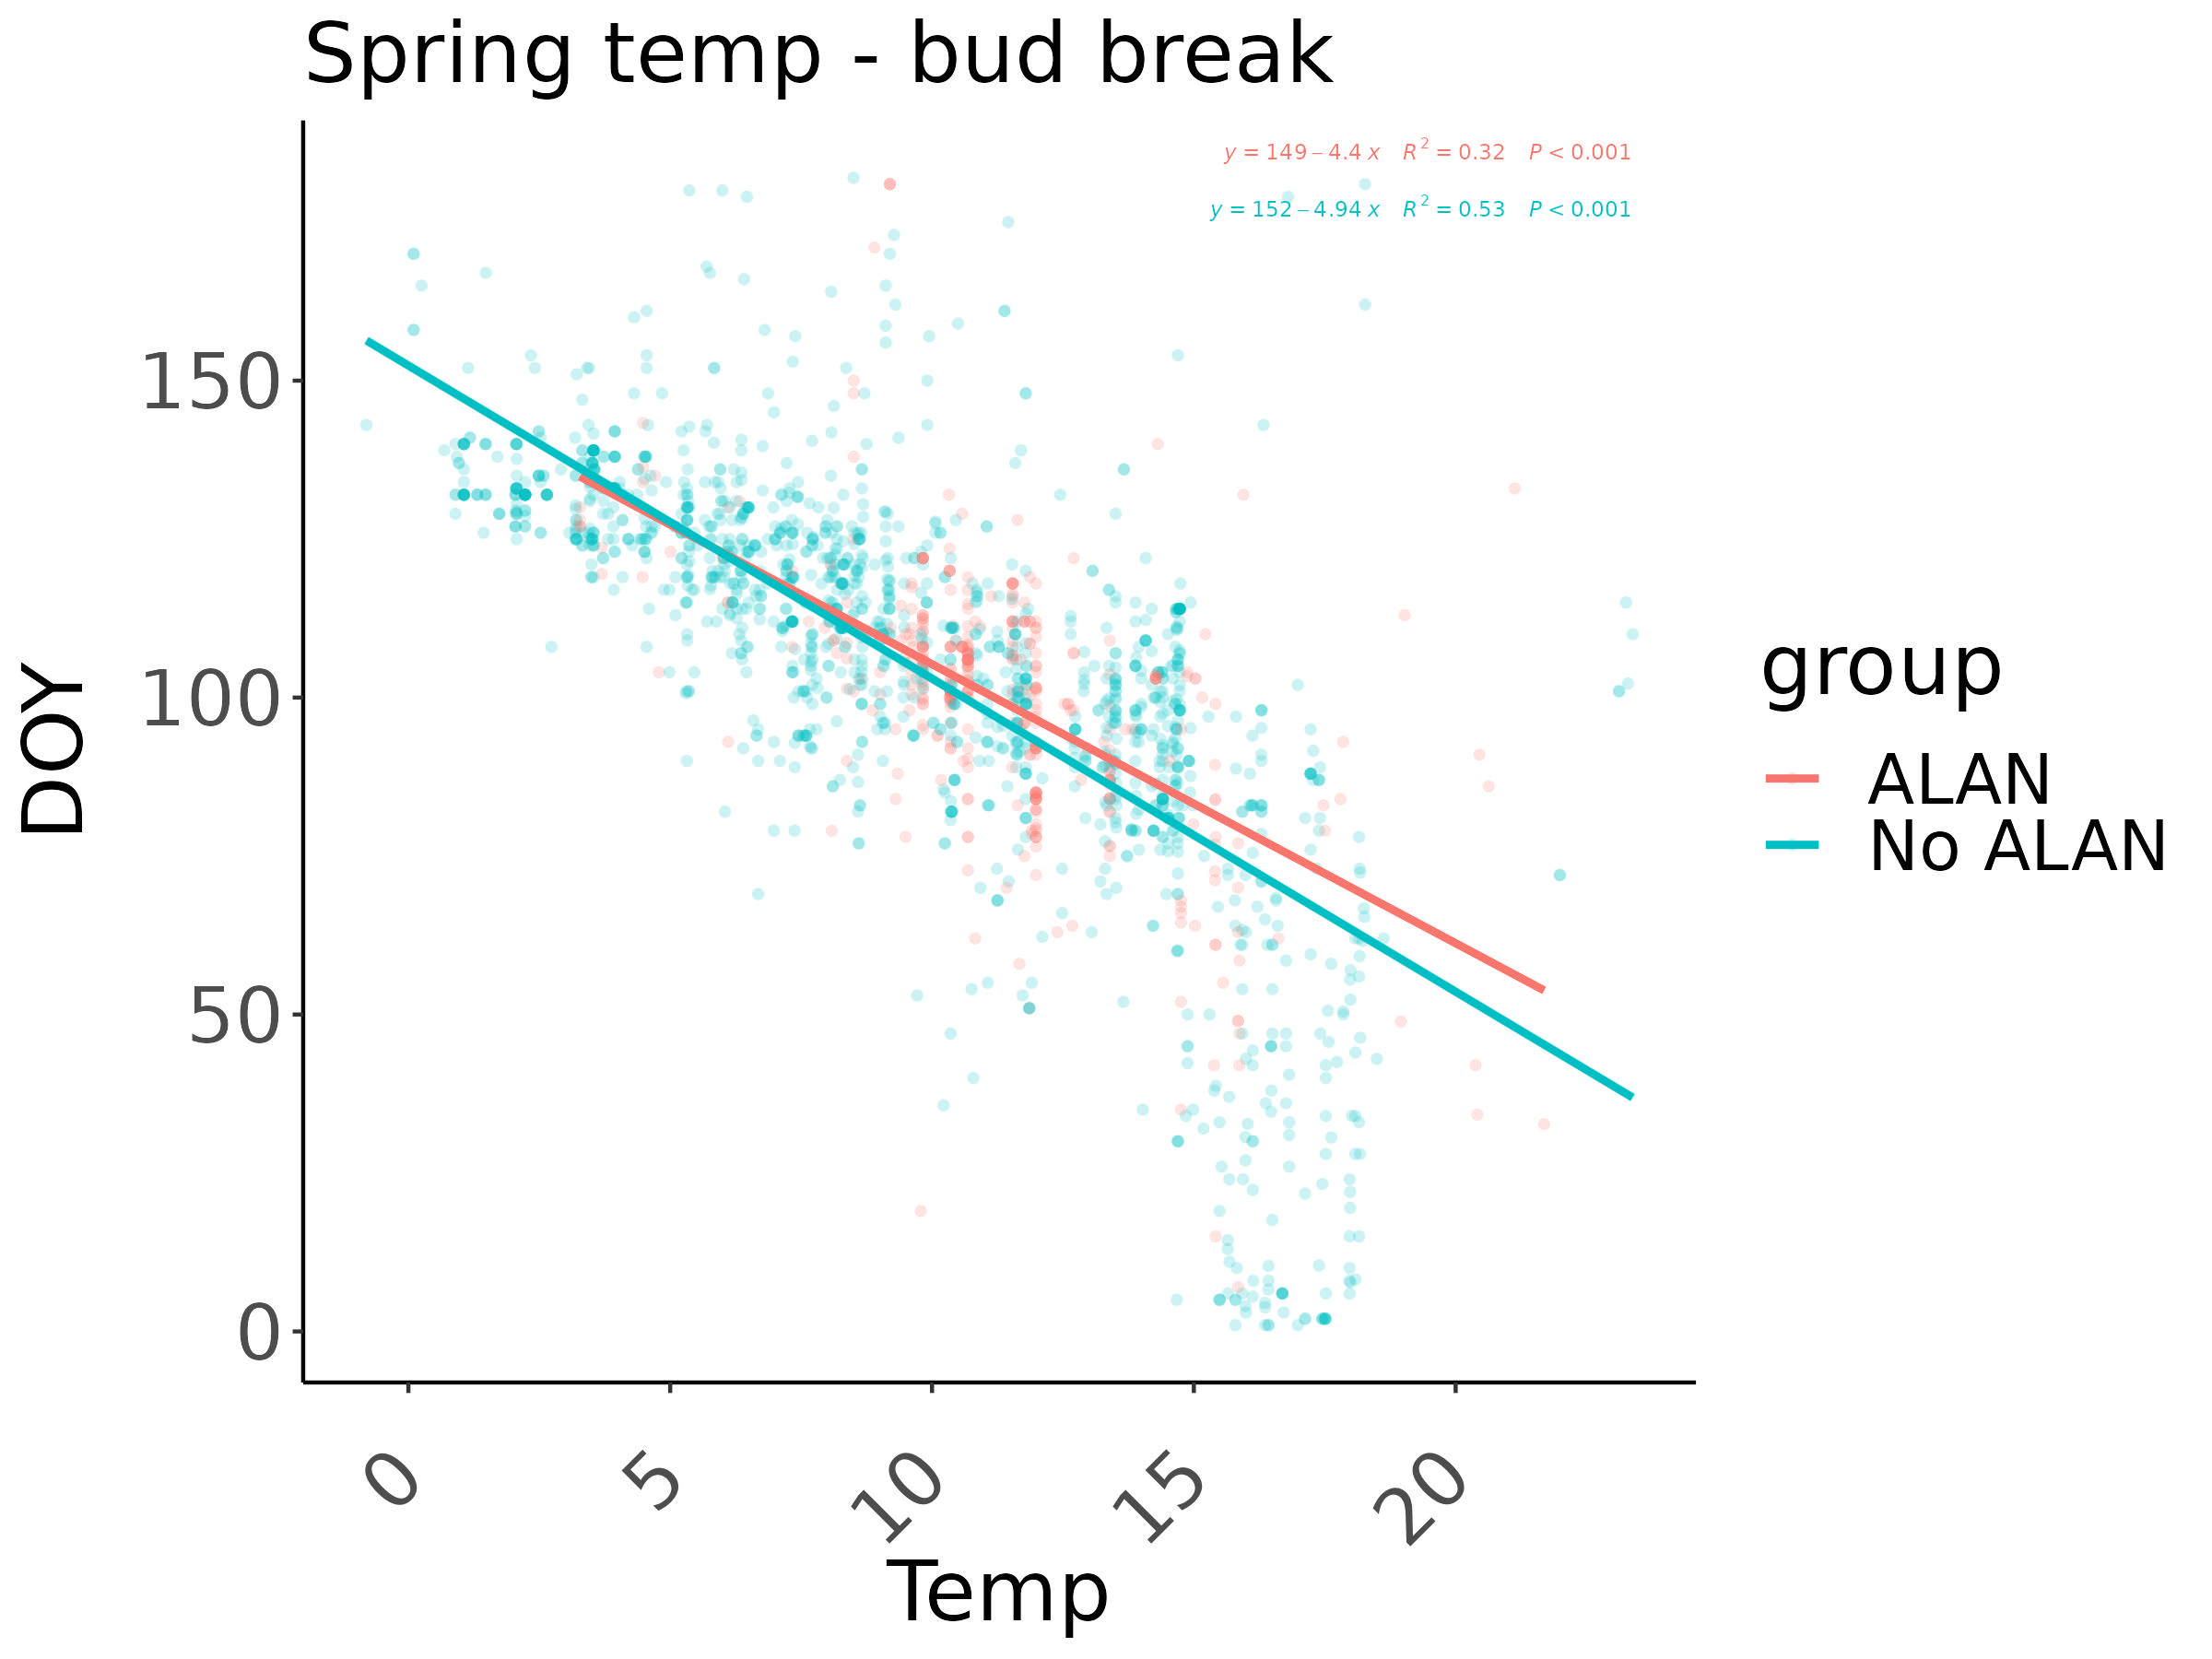 Spring temp - bud break
y = 149 – 4.4 x R² = 0.32 P < 0.001
y = 152 – 4.94 x R² = 0.53 P < 0.001
150
100
50
0
DOY
0
5
10
15
20
Temp
group
ALAN
No ALAN